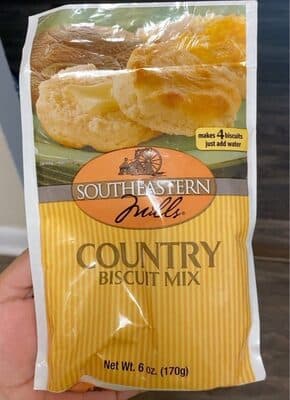 makes 4 biscuits
just add water
SOUTHEASTERN
Mills®
COUNTRY
BISCUIT MIX
Net Wt. 6 oz. (170g)